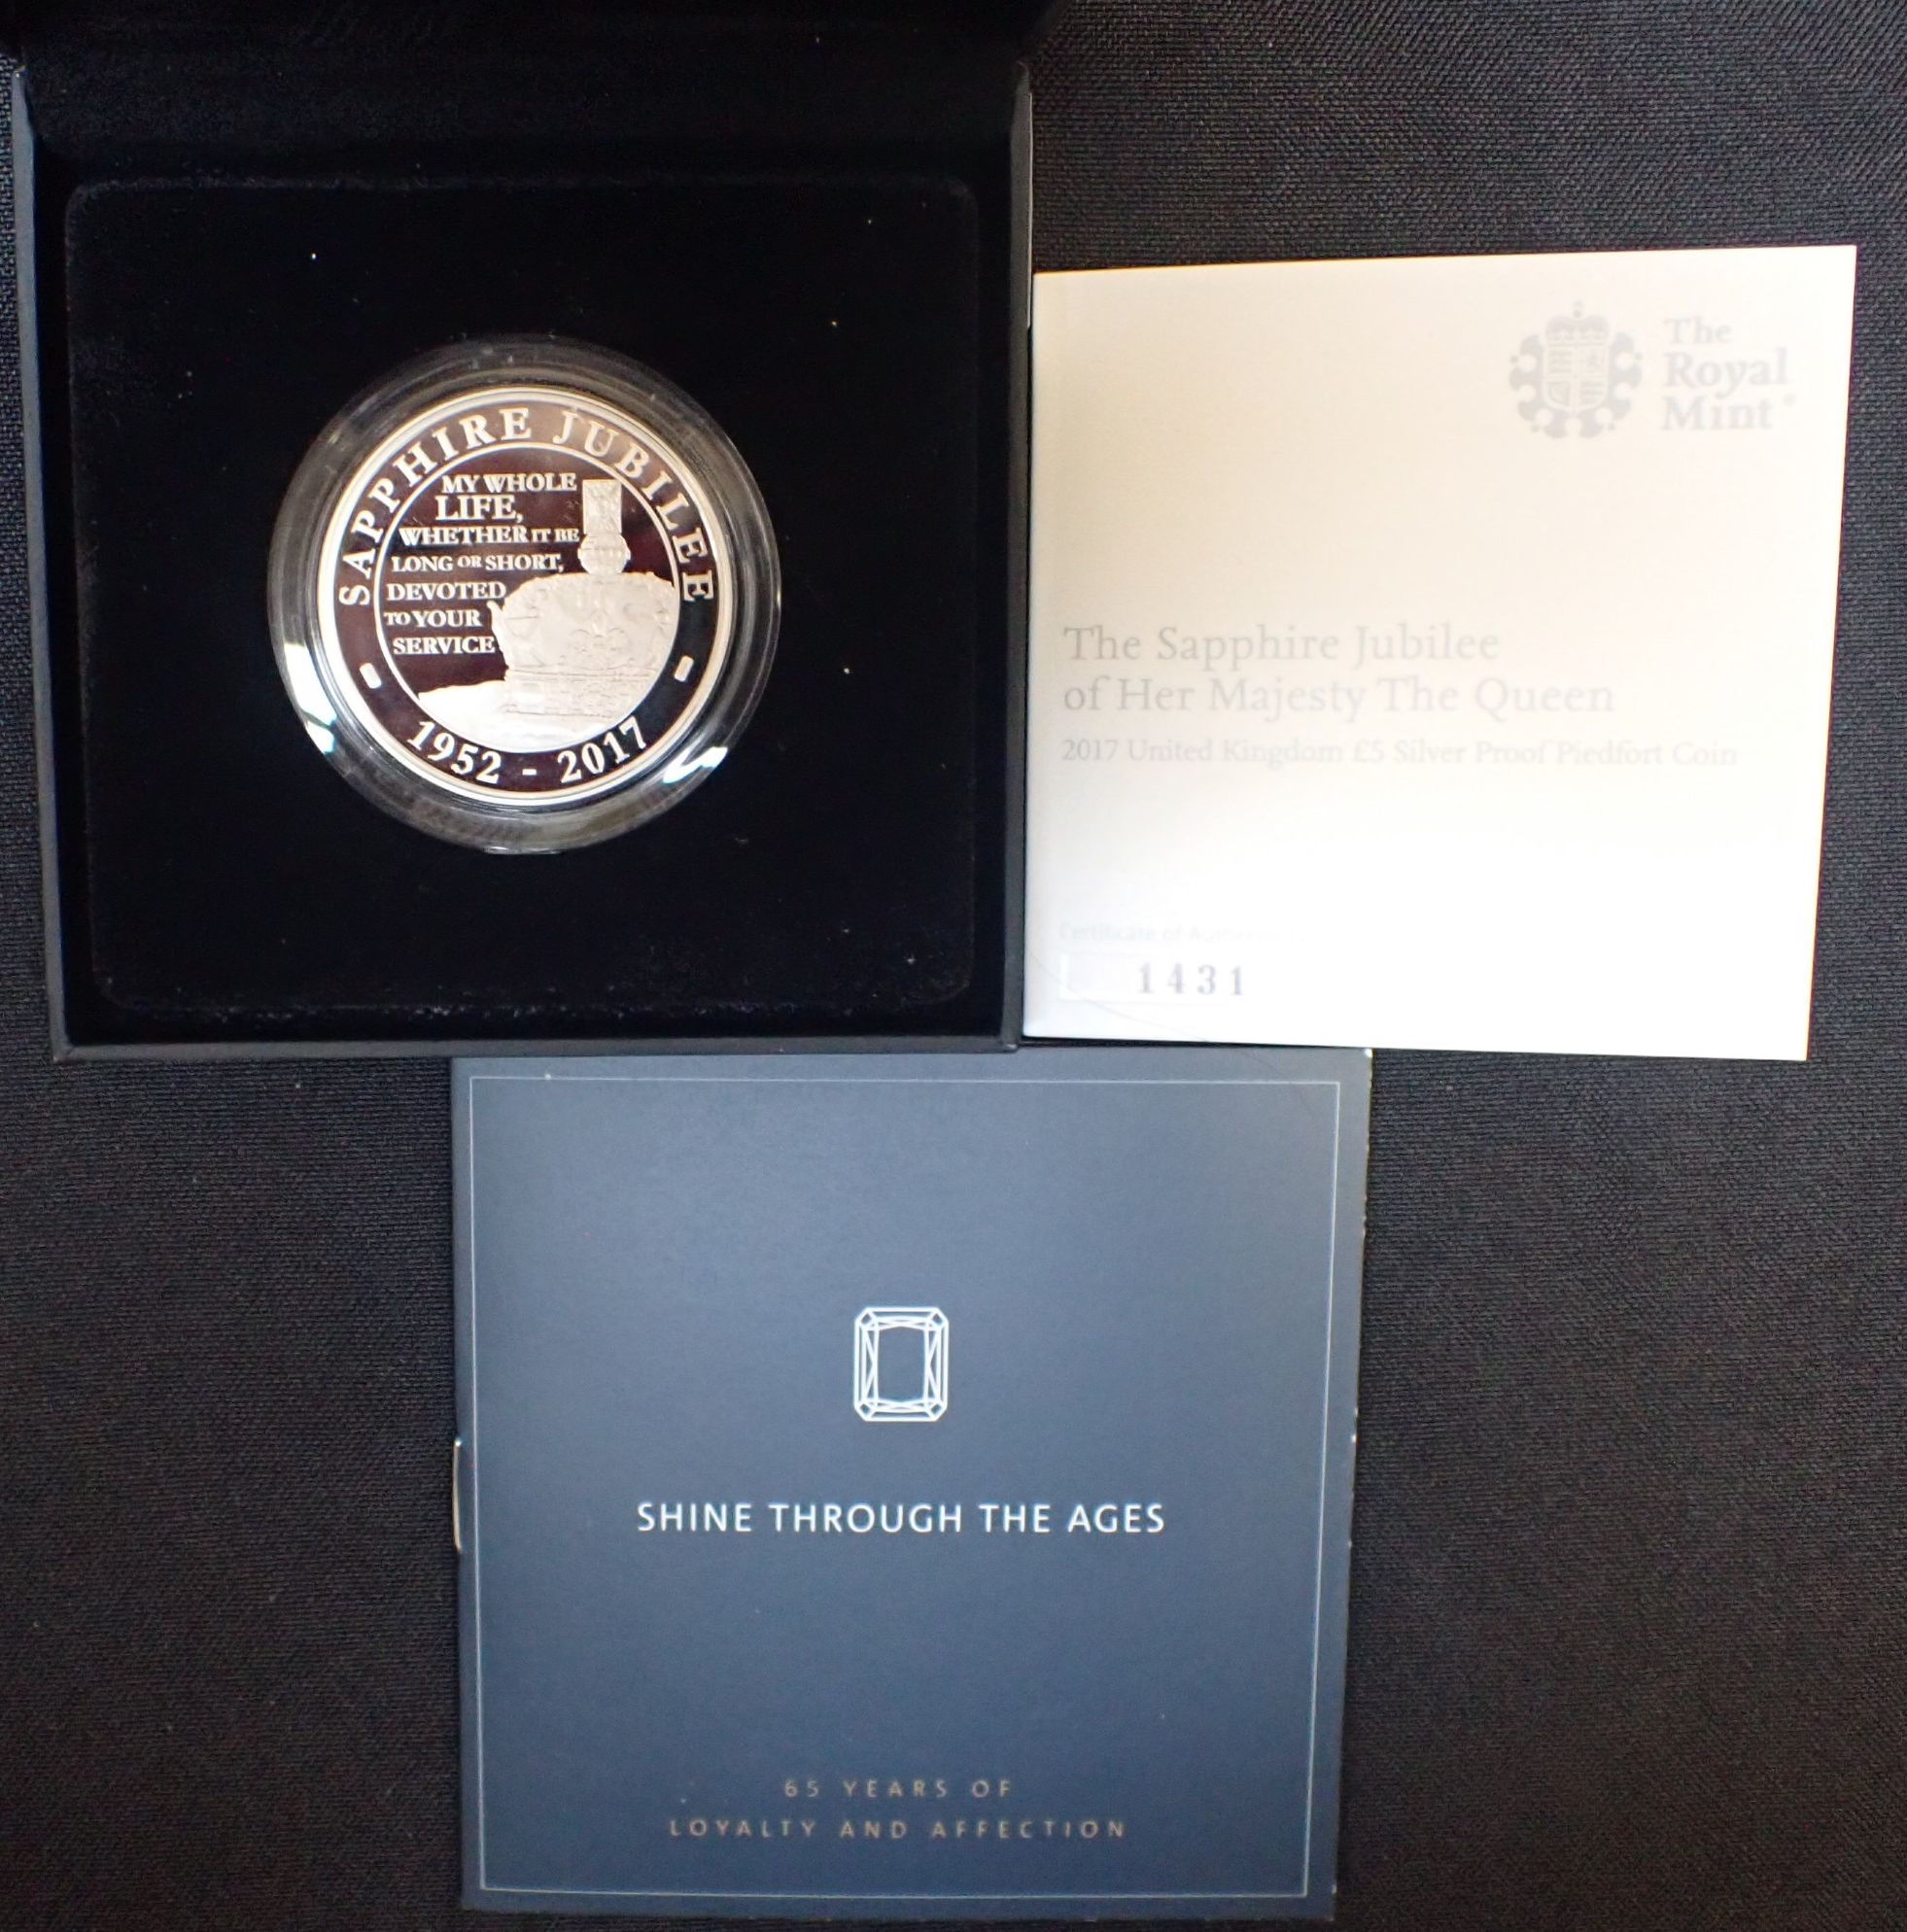 SAPPHIRE JUBILEE
MY WHOLE
LIFE,
WHETHER IT BE
LONG OR SHORT,
DEVOTED
TO YOUR
SERVICE
1952 - 2017
The
Royal
Mint®
The Sapphire Jubilee
of Her Majesty The Queen
2017 United Kingdom £5 Silver Proof Piedfort Coin
Certificate of
1431
SHINE THROUGH THE AGES
65 YEARS OF
LOYALTY AND AFFECTION